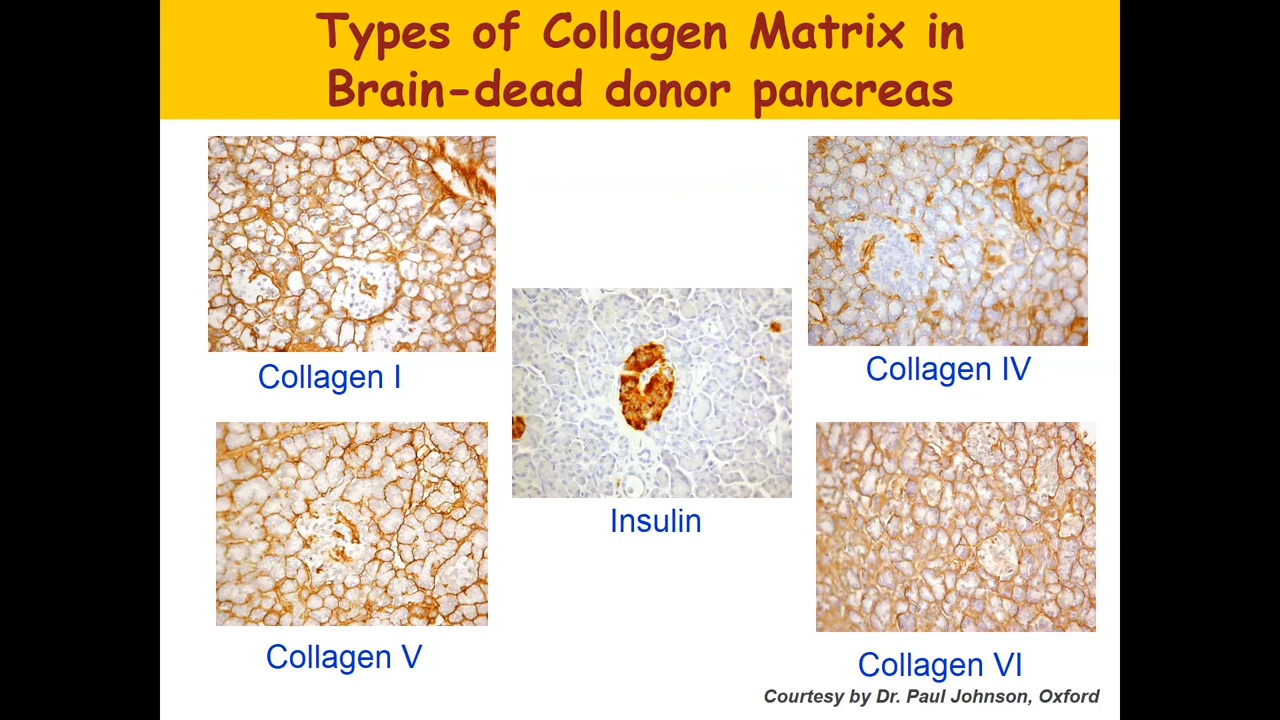 Types of Collagen Matrix in
Brain-dead donor pancreas
Collagen I
Collagen IV
Insulin
Collagen V
Collagen VI
Courtesy by Dr. Paul Johnson, Oxford